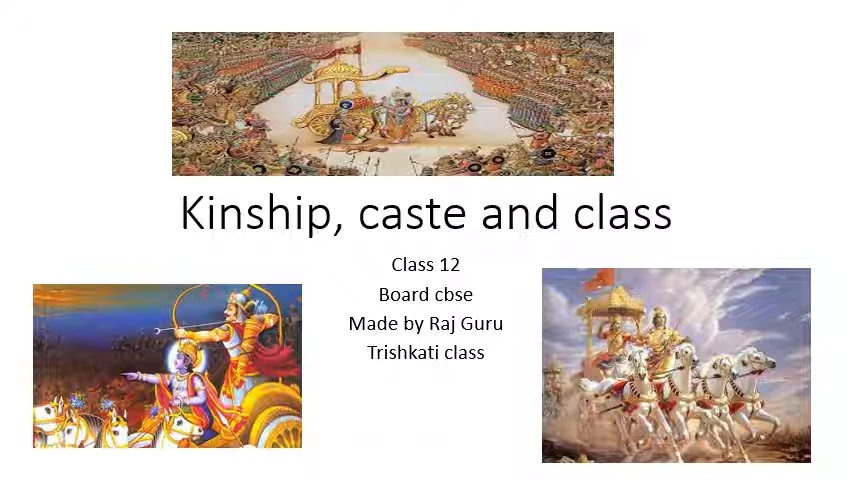 Kinship, caste and class
Class 12
Board cbse
Made by Raj Guru
Trishkati class